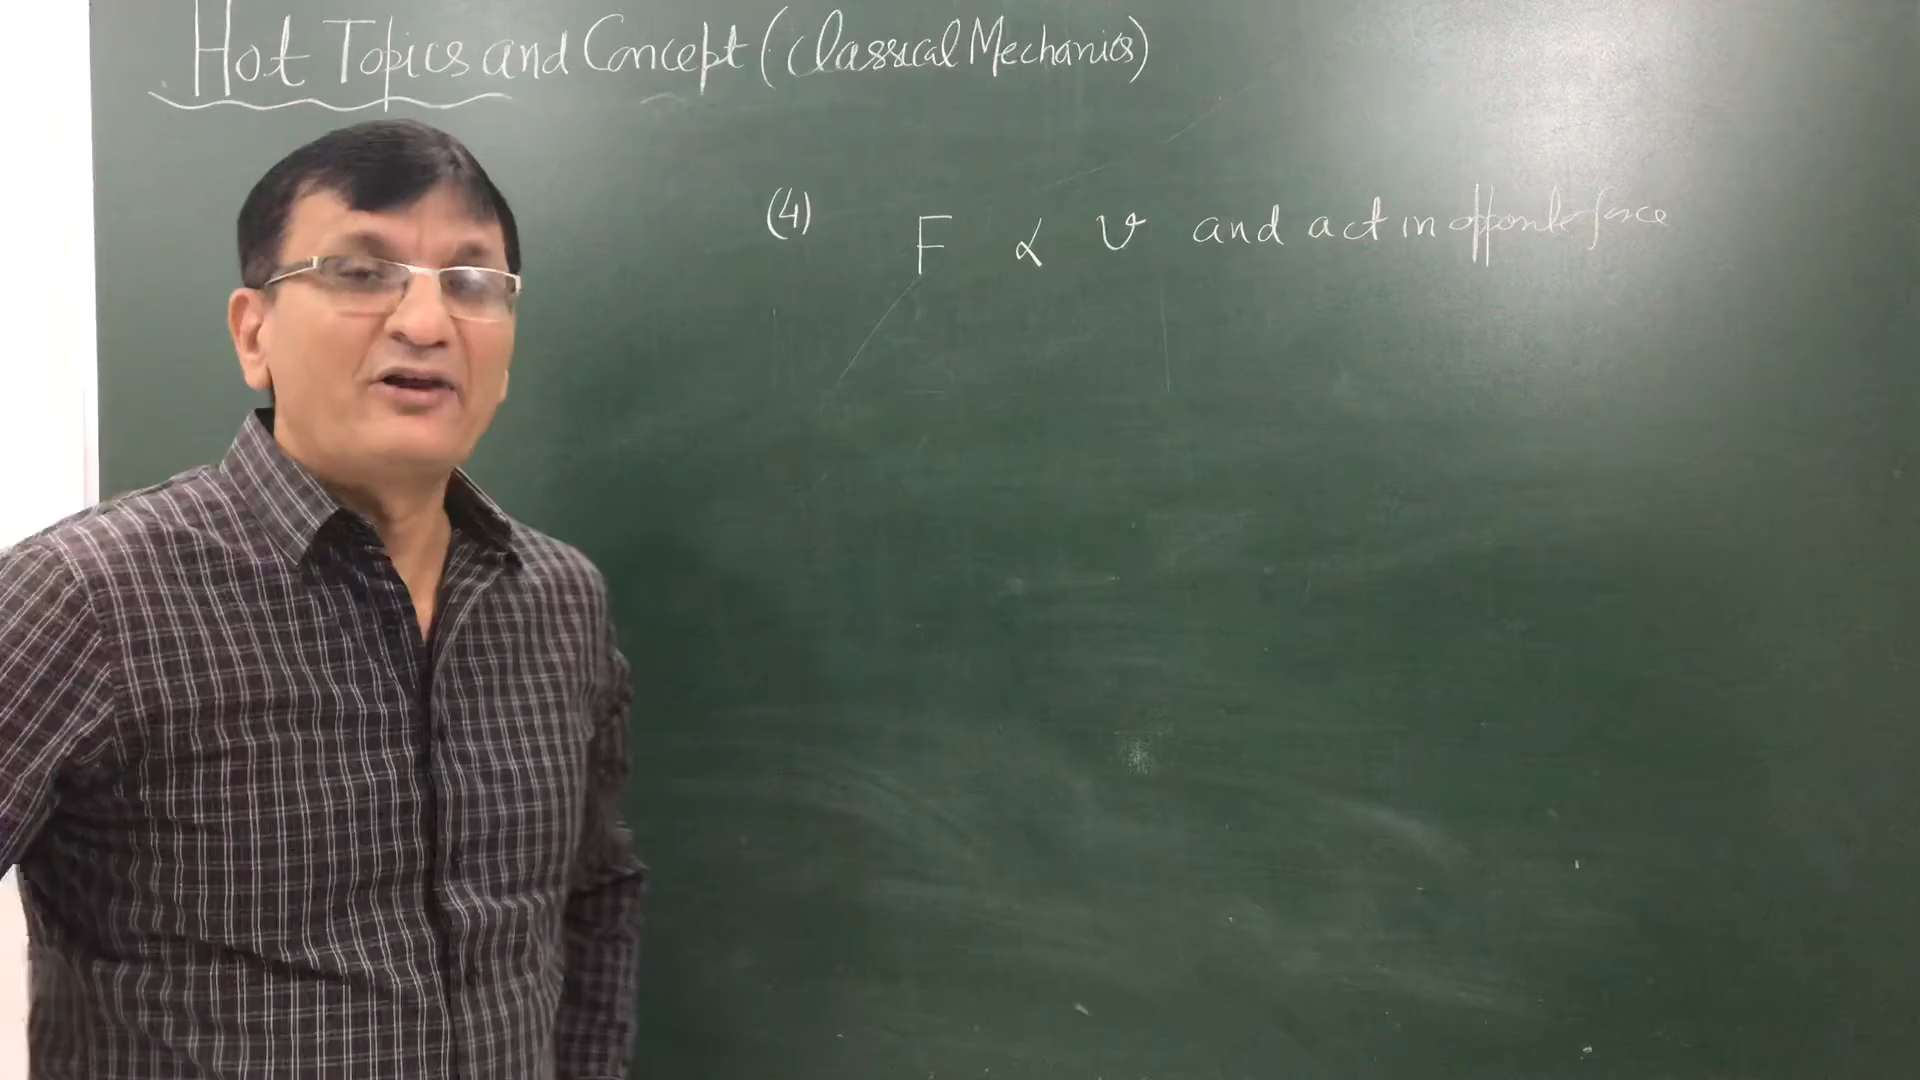 Hot Topics and Concept (Classical Mechanics)
(4) F ∝ v and act in opposite force